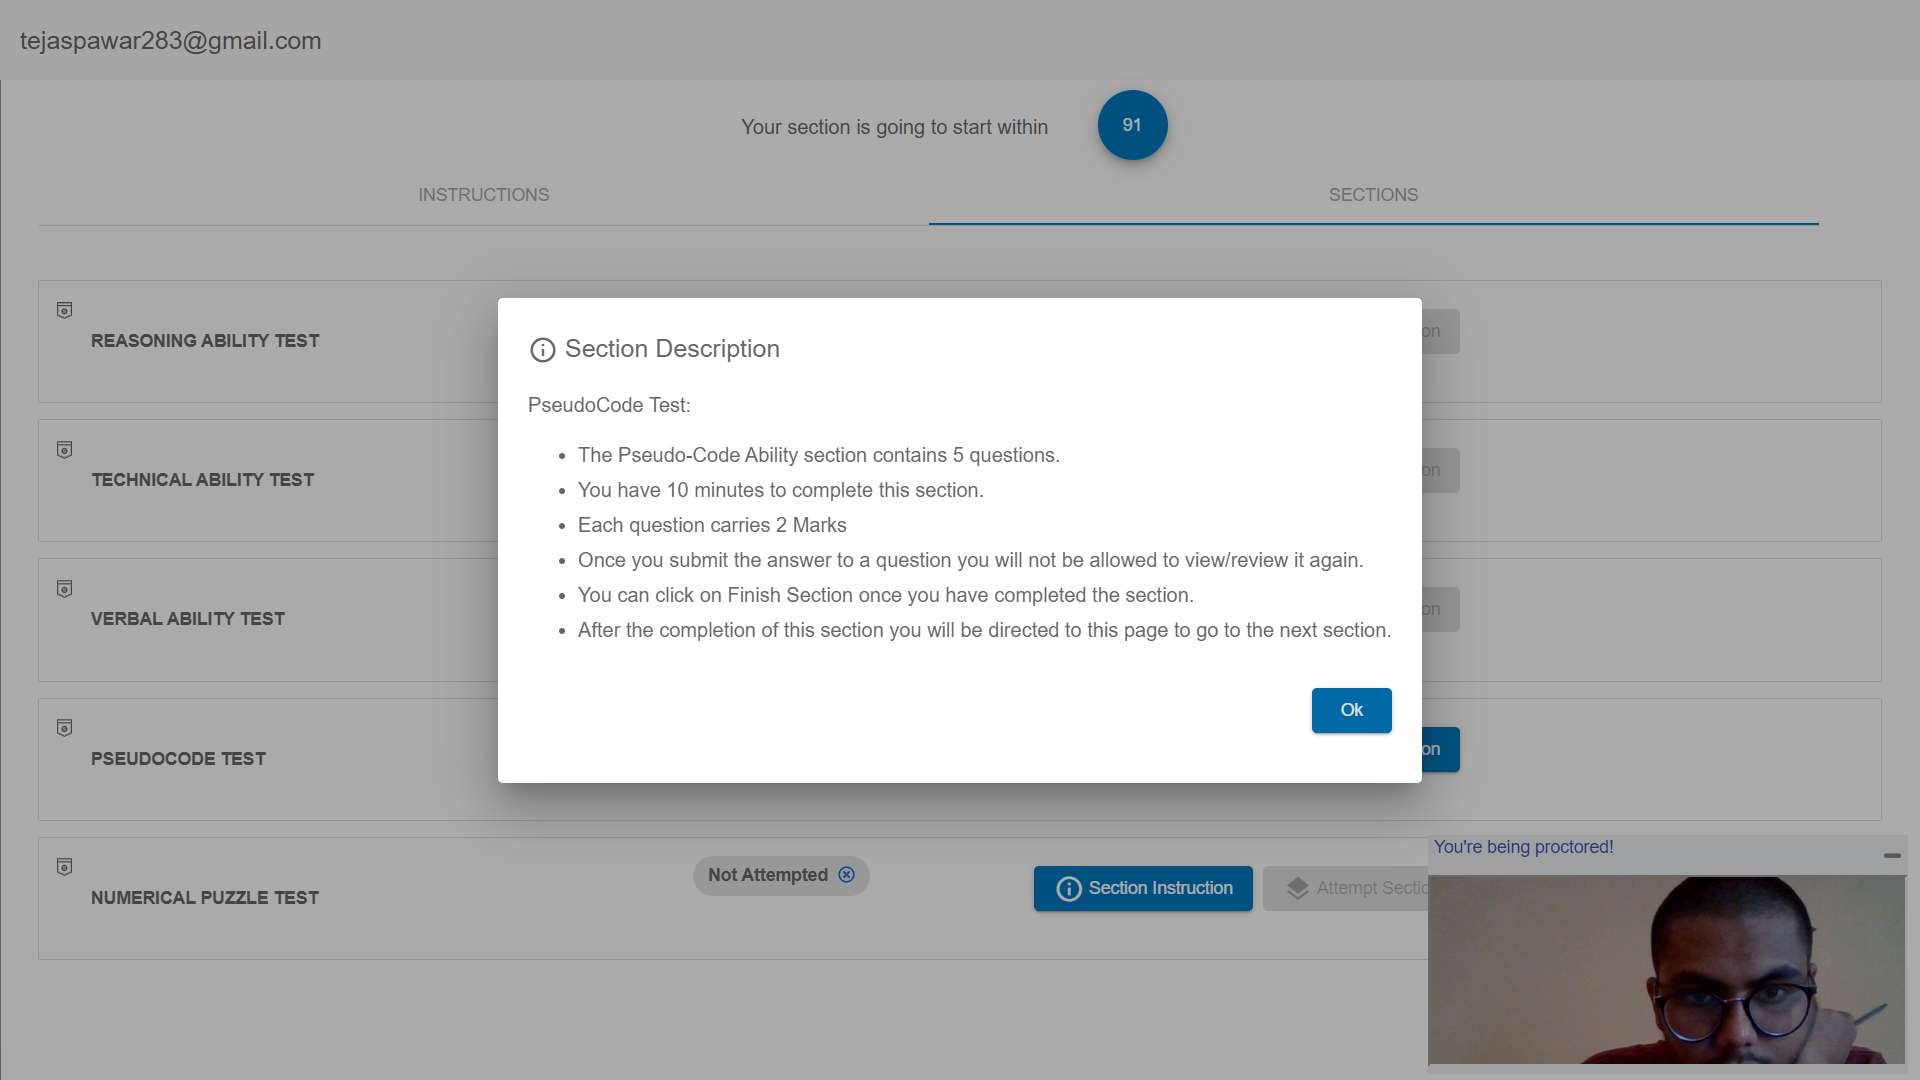 tejaspawar283@gmail.com
Your section is going to start within
91
INSTRUCTIONS
SECTIONS
REASONING ABILITY TEST
on
TECHNICAL ABILITY TEST
on
VERBAL ABILITY TEST
on
PSEUDOCODE TEST
on
Section Description
PseudoCode Test:
• The Pseudo-Code Ability section contains 5 questions.
• You have 10 minutes to complete this section.
• Each question carries 2 Marks
• Once you submit the answer to a question you will not be allowed to view/review it again.
• You can click on Finish Section once you have completed the section.
• After the completion of this section you will be directed to this page to go to the next section.
Ok
NUMERICAL PUZZLE TEST
Not Attempted
Section Instruction
Attempt Sectio
You're being proctored!